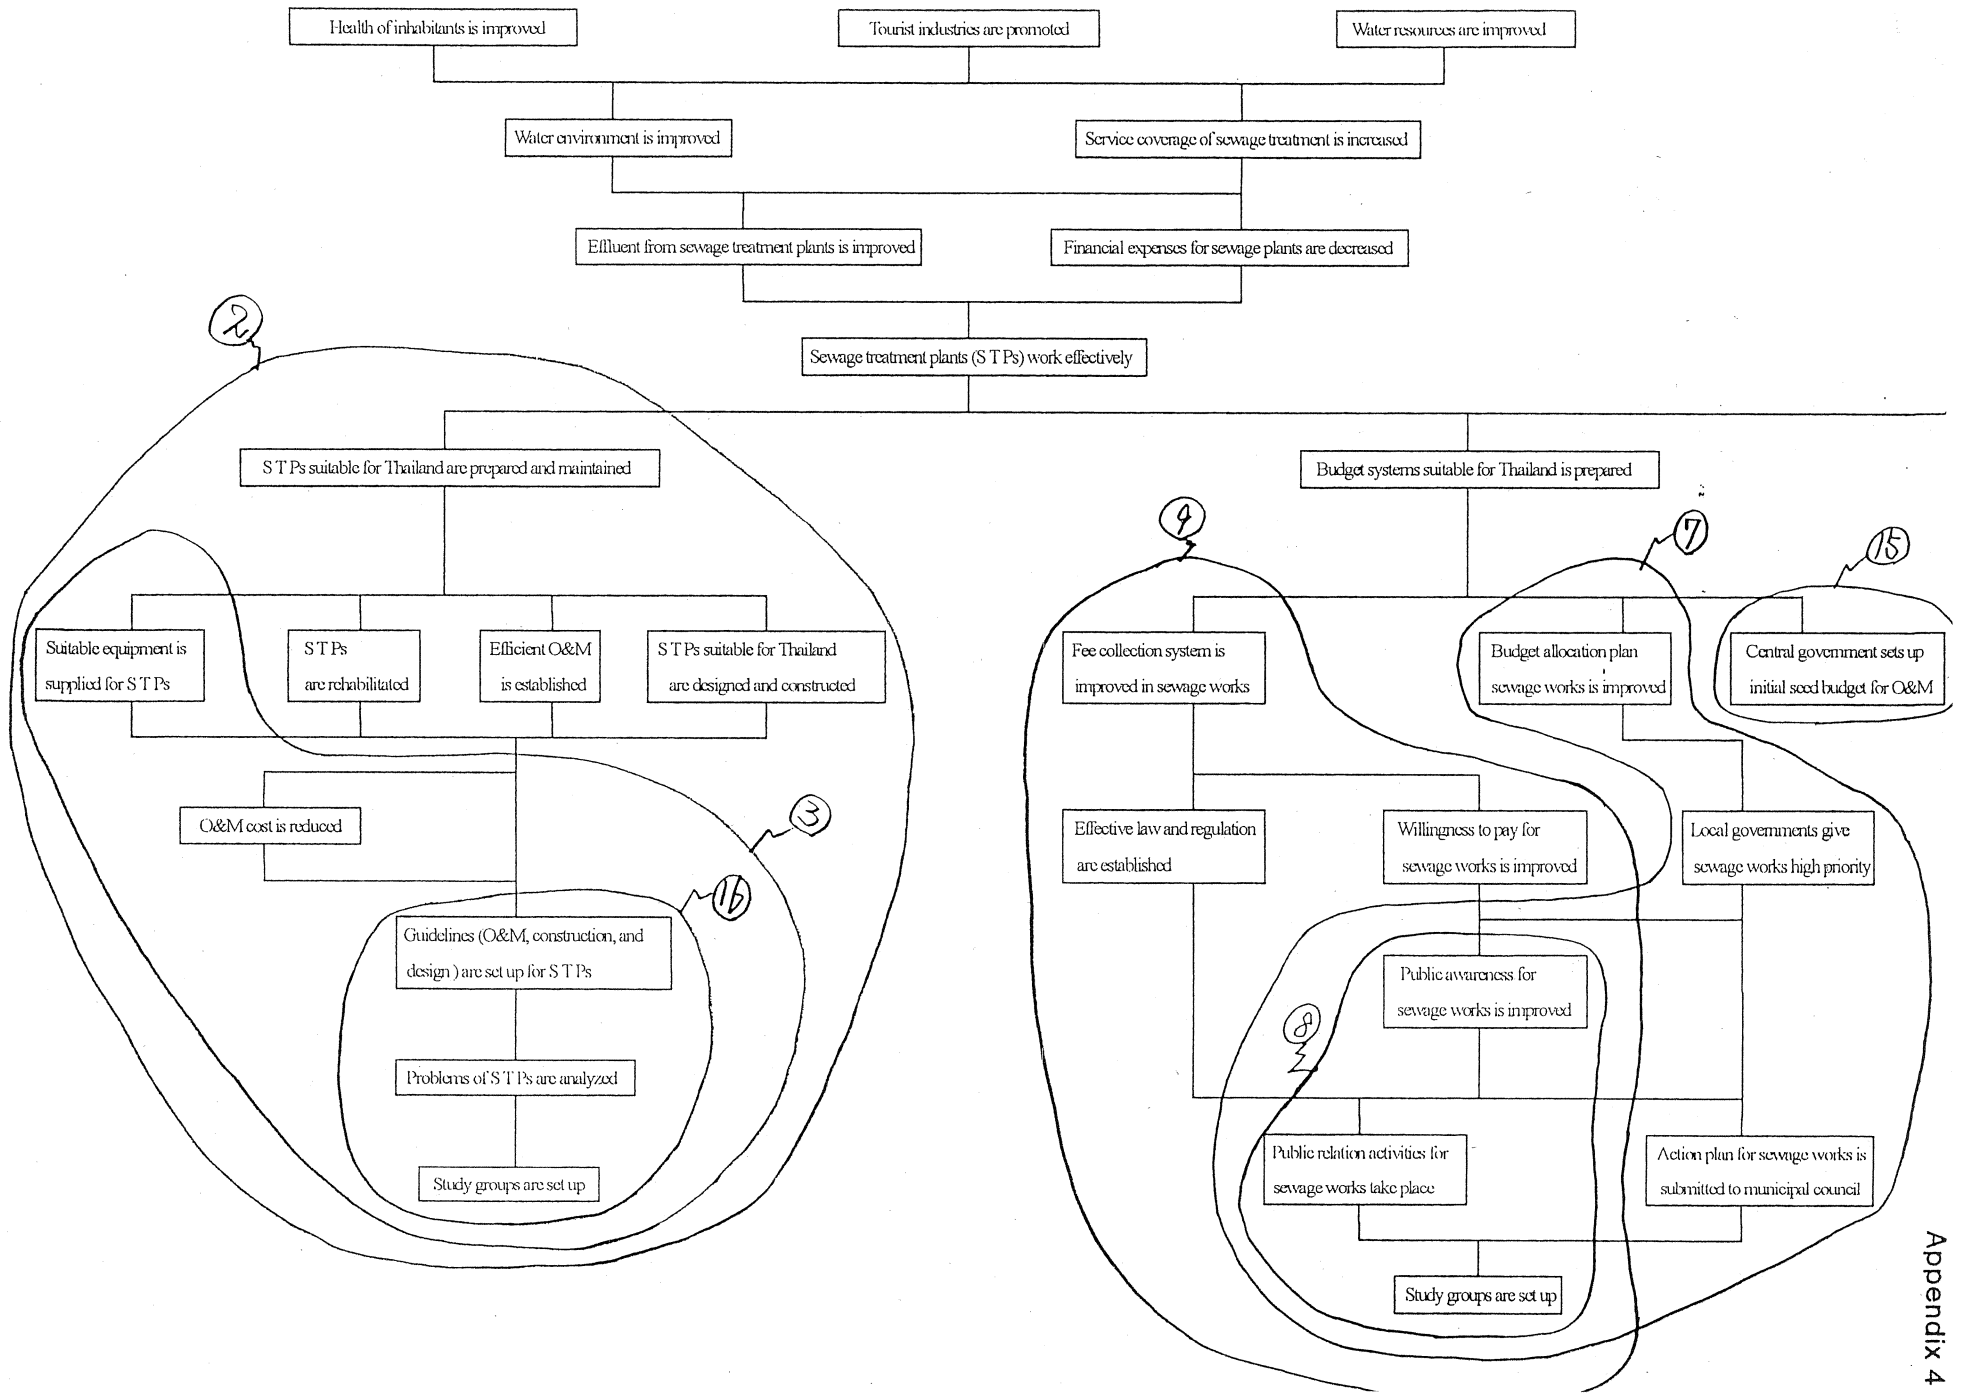 Health of inhabitants is improved
Tourist industries are promoted
Water resources are improved
Water environment is improved
Service coverage of sewage treatment is increased
Effluent from sewage treatment plants is improved
Financial expenses for sewage plants are decreased
2
Sewage treatment plants (S T Ps) work effectively
S T Ps suitable for Thailand are prepared and maintained
Budget systems suitable for Thailand is prepared
9
7
15
Suitable equipment is
supplied for S T Ps
S T Ps
are rehabilitated
Efficient O&M
is established
S T Ps suitable for Thailand
are designed and constructed
Fee collection system is
improved in sewage works
Budget allocation plan
sewage works is improved
Central government sets up
initial seed budget for O&M
O&M cost is reduced
3
Effective law and regulation
are established
Willingness to pay for
sewage works is improved
Local governments give
sewage works high priority
16
Guidelines (O&M, construction, and
design ) are set up for S T Ps
Public awareness for
sewage works is improved
8
Problems of S T Ps are analyzed
Public relation activities for
sewage works take place
Action plan for sewage works is
submitted to municipal council
Study groups are set up
Study groups are set up
Appendix 4